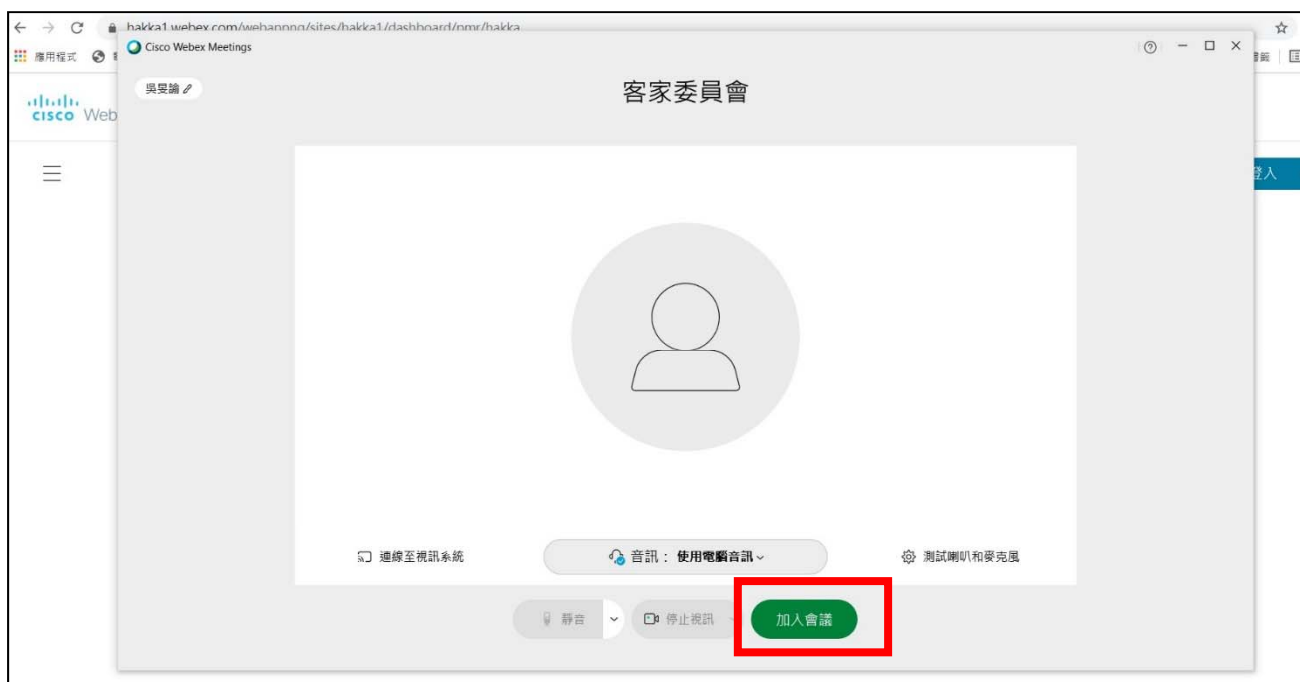 hakka1.webex.com/webappng/sites/hakka1/dashboard/pmr/hakka
應用程式
Cisco Webex Meetings
吳旻諭
客家委員會
cisco Web
登入
連線至視訊系統
音訊： 使用電腦音訊
測試喇叭和麥克風
靜音
停止視訊
加入會議